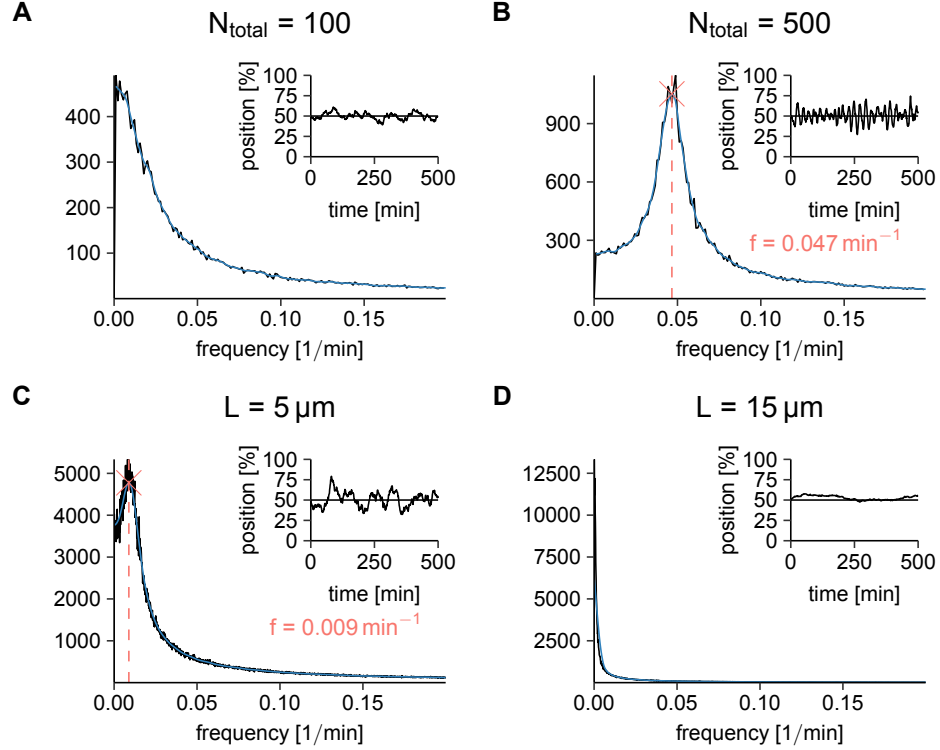 A
N_total = 100
400
300
200
100
0.00
0.05
0.10
0.15
frequency [1/min]
position [%]
100
75
50
25
0
0
250
500
time [min]
B
N_total = 500
900
600
300
0.00
0.05
0.10
0.15
frequency [1/min]
f = 0.047 min⁻¹
position [%]
100
75
50
25
0
0
250
500
time [min]
C
L = 5 µm
5000
4000
3000
2000
1000
0.00
0.05
0.10
0.15
frequency [1/min]
f = 0.009 min⁻¹
position [%]
100
75
50
25
0
0
250
500
time [min]
D
L = 15 µm
12500
10000
7500
5000
2500
0.00
0.05
0.10
0.15
frequency [1/min]
position [%]
100
75
50
25
0
0
250
500
time [min]